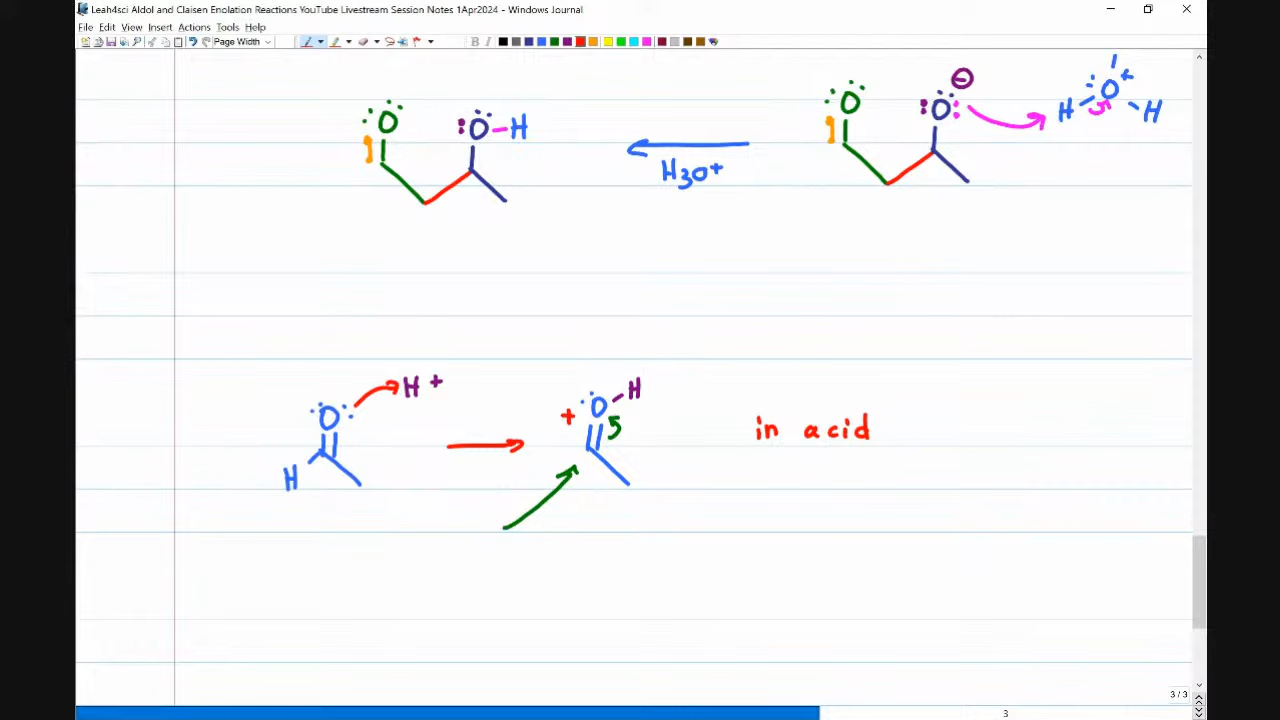 Leah4sci Aldol and Claisen Enolation Reactions YouTube Livestream Session Notes 1Apr2024 - Windows Journal
File Edit View Insert Actions Tools Help
Page Width
B I
O O H
H3O+
O O ⊖
H O + H
O H +
H
+ O H
in acid
3 / 3
3